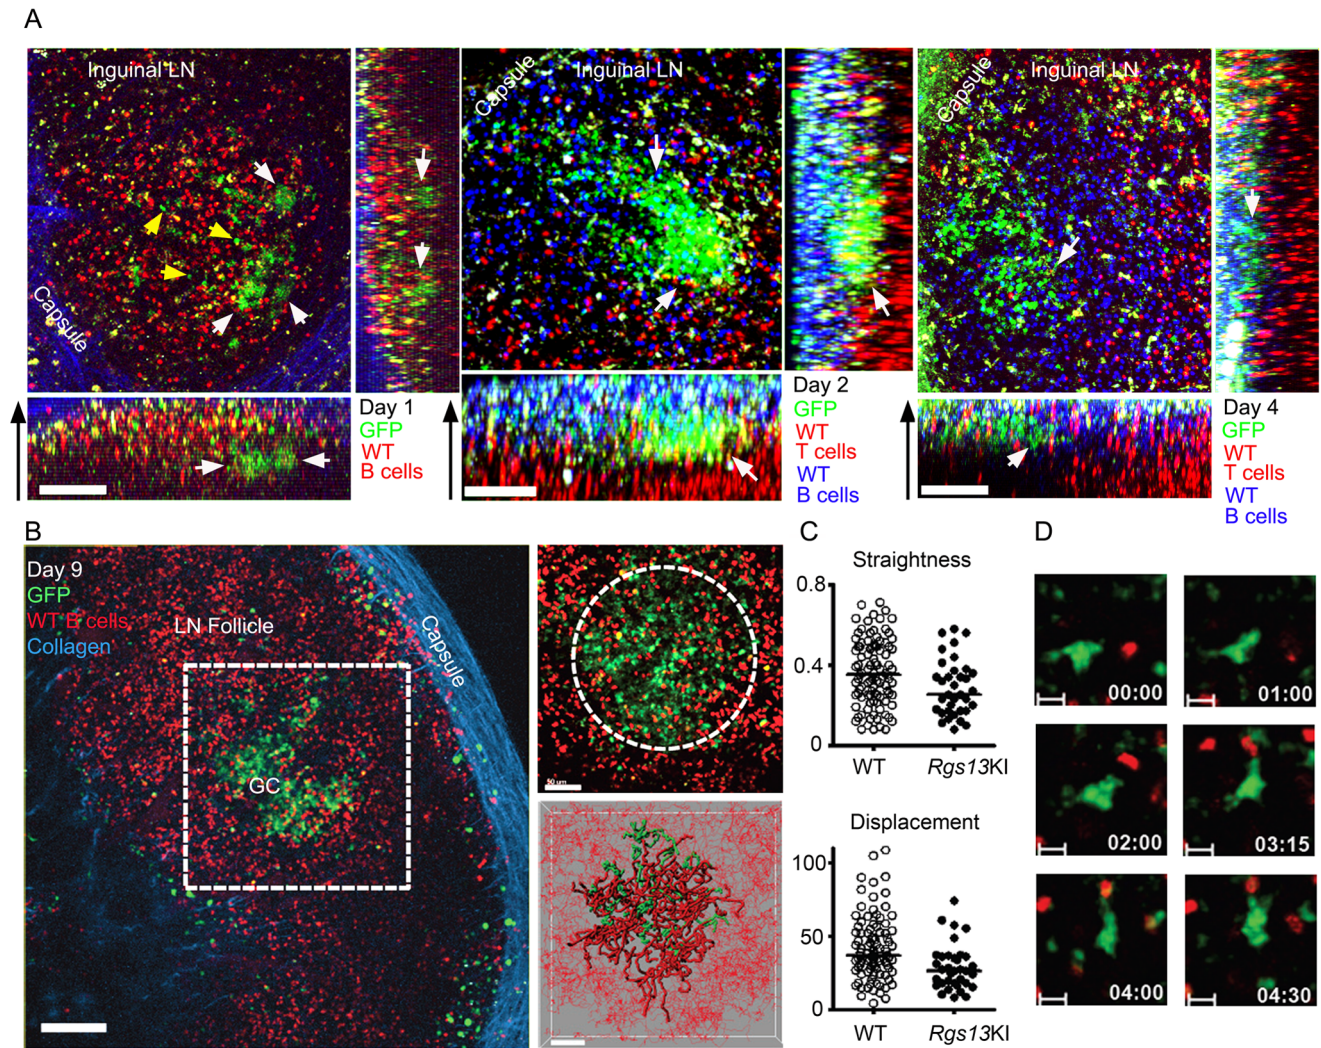 A
Inguinal LN
Capsule
Day 1
GFP
WT
B cells
Inguinal LN
Capsule
Day 2
GFP
WT
T cells
WT
B cells
Inguinal LN
Capsule
Day 4
GFP
WT
T cells
WT
B cells
B
Day 9
GFP
WT B cells
Collagen
LN Follicle
Capsule
GC
50 um
C
Straightness
0.8
0.4
0
WT
Rgs13KI
Displacement
100
50
0
WT
Rgs13KI
D
00:00
01:00
02:00
03:15
04:00
04:30